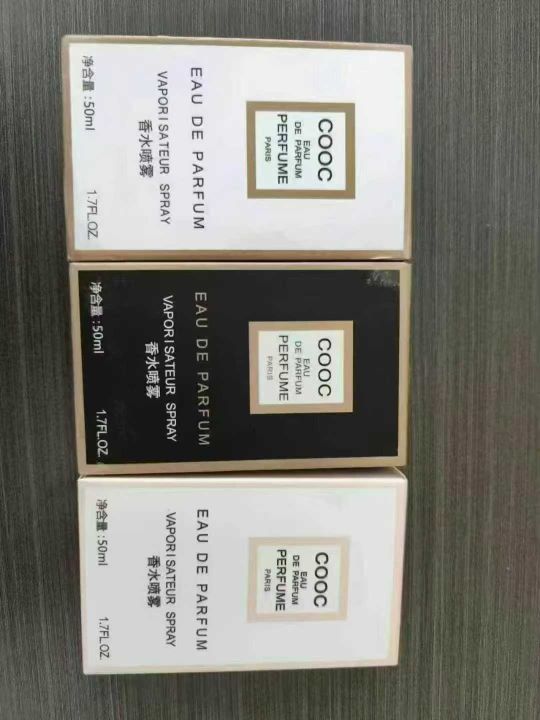 COOC
EAU
DE PARFUM
PERFUME
PARIS
EAU DE PARFUM
VAPORISATEUR SPRAY
香水喷雾
净含量:50ml
1.7FL.OZ.
COOC
EAU
DE PARFUM
PERFUME
PARIS
EAU DE PARFUM
VAPORISATEUR SPRAY
香水喷雾
净含量:50ml
1.7FL.OZ.
COOC
EAU
DE PARFUM
PERFUME
PARIS
EAU DE PARFUM
VAPORISATEUR SPRAY
香水喷雾
净含量:50ml
1.7FL.OZ.